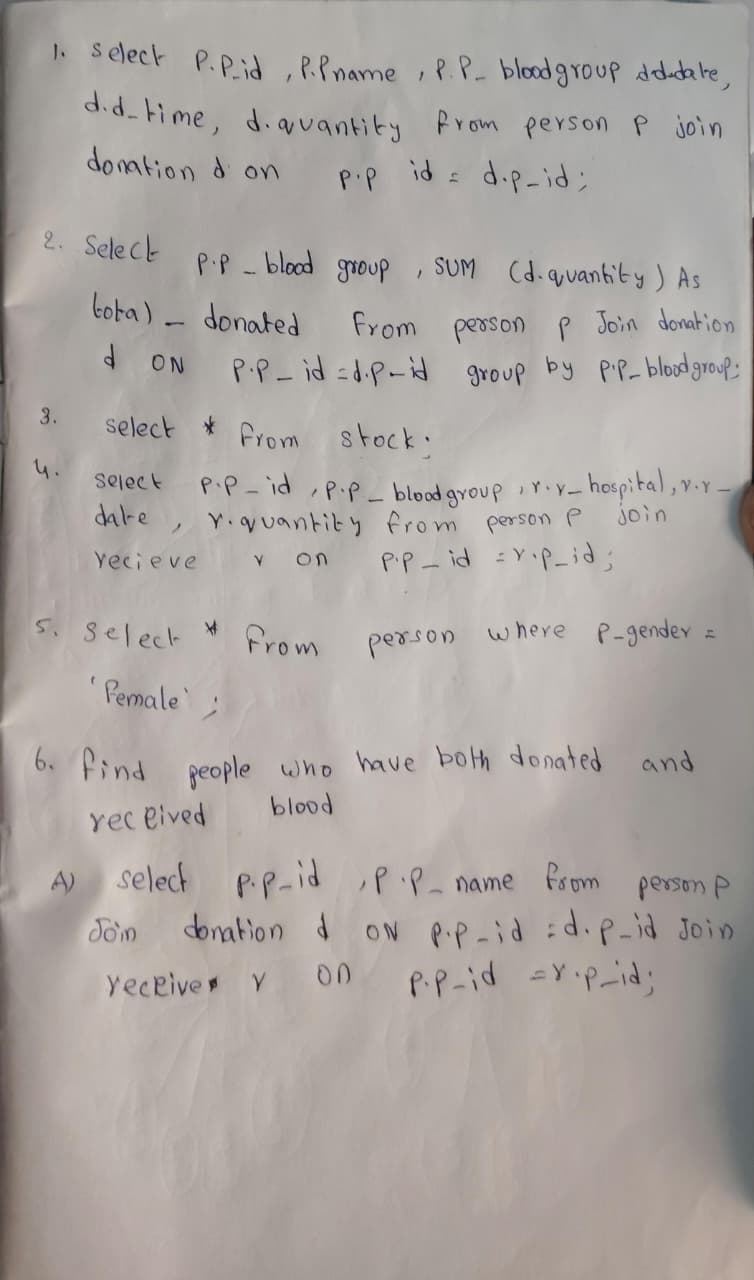 1. select P.P_id , P.Pname , P.P_ bloodgroup d.d_date,
d.d_time, d.quantity from person P join
donation d on p.p id = d.p_id;
2. Select p.p _ blood group , SUM (d.quantity) As
total _ donated from person p Join donation
d ON P.P_ id = d.p_id group by p.p_ bloodgroup;
3. select * from stock;
4. select p.p_id , p.p_ bloodgroup , r.r_ hospital, r.r_
date , r.quantity from person p join
recieve r on p.p_ id = r.p_id;
5. select * from person where p_gender =
'Female' ;
6. find people who have both donated and
received blood
A) select p.p_id , p.p_ name from person p
Join donation d ON p.p_id = d.p_id Join
receive r on p.p_id = r.p_id;